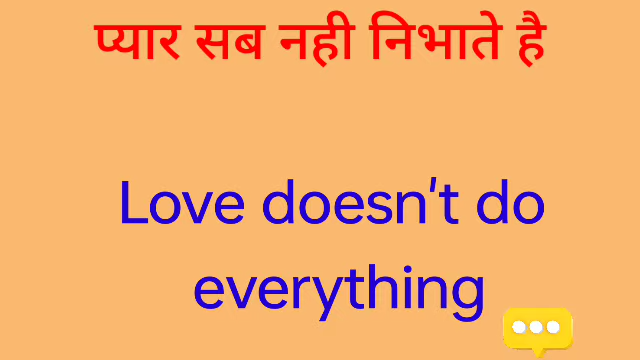 प्यार सब नही निभाते है
Love doesn't do
everything